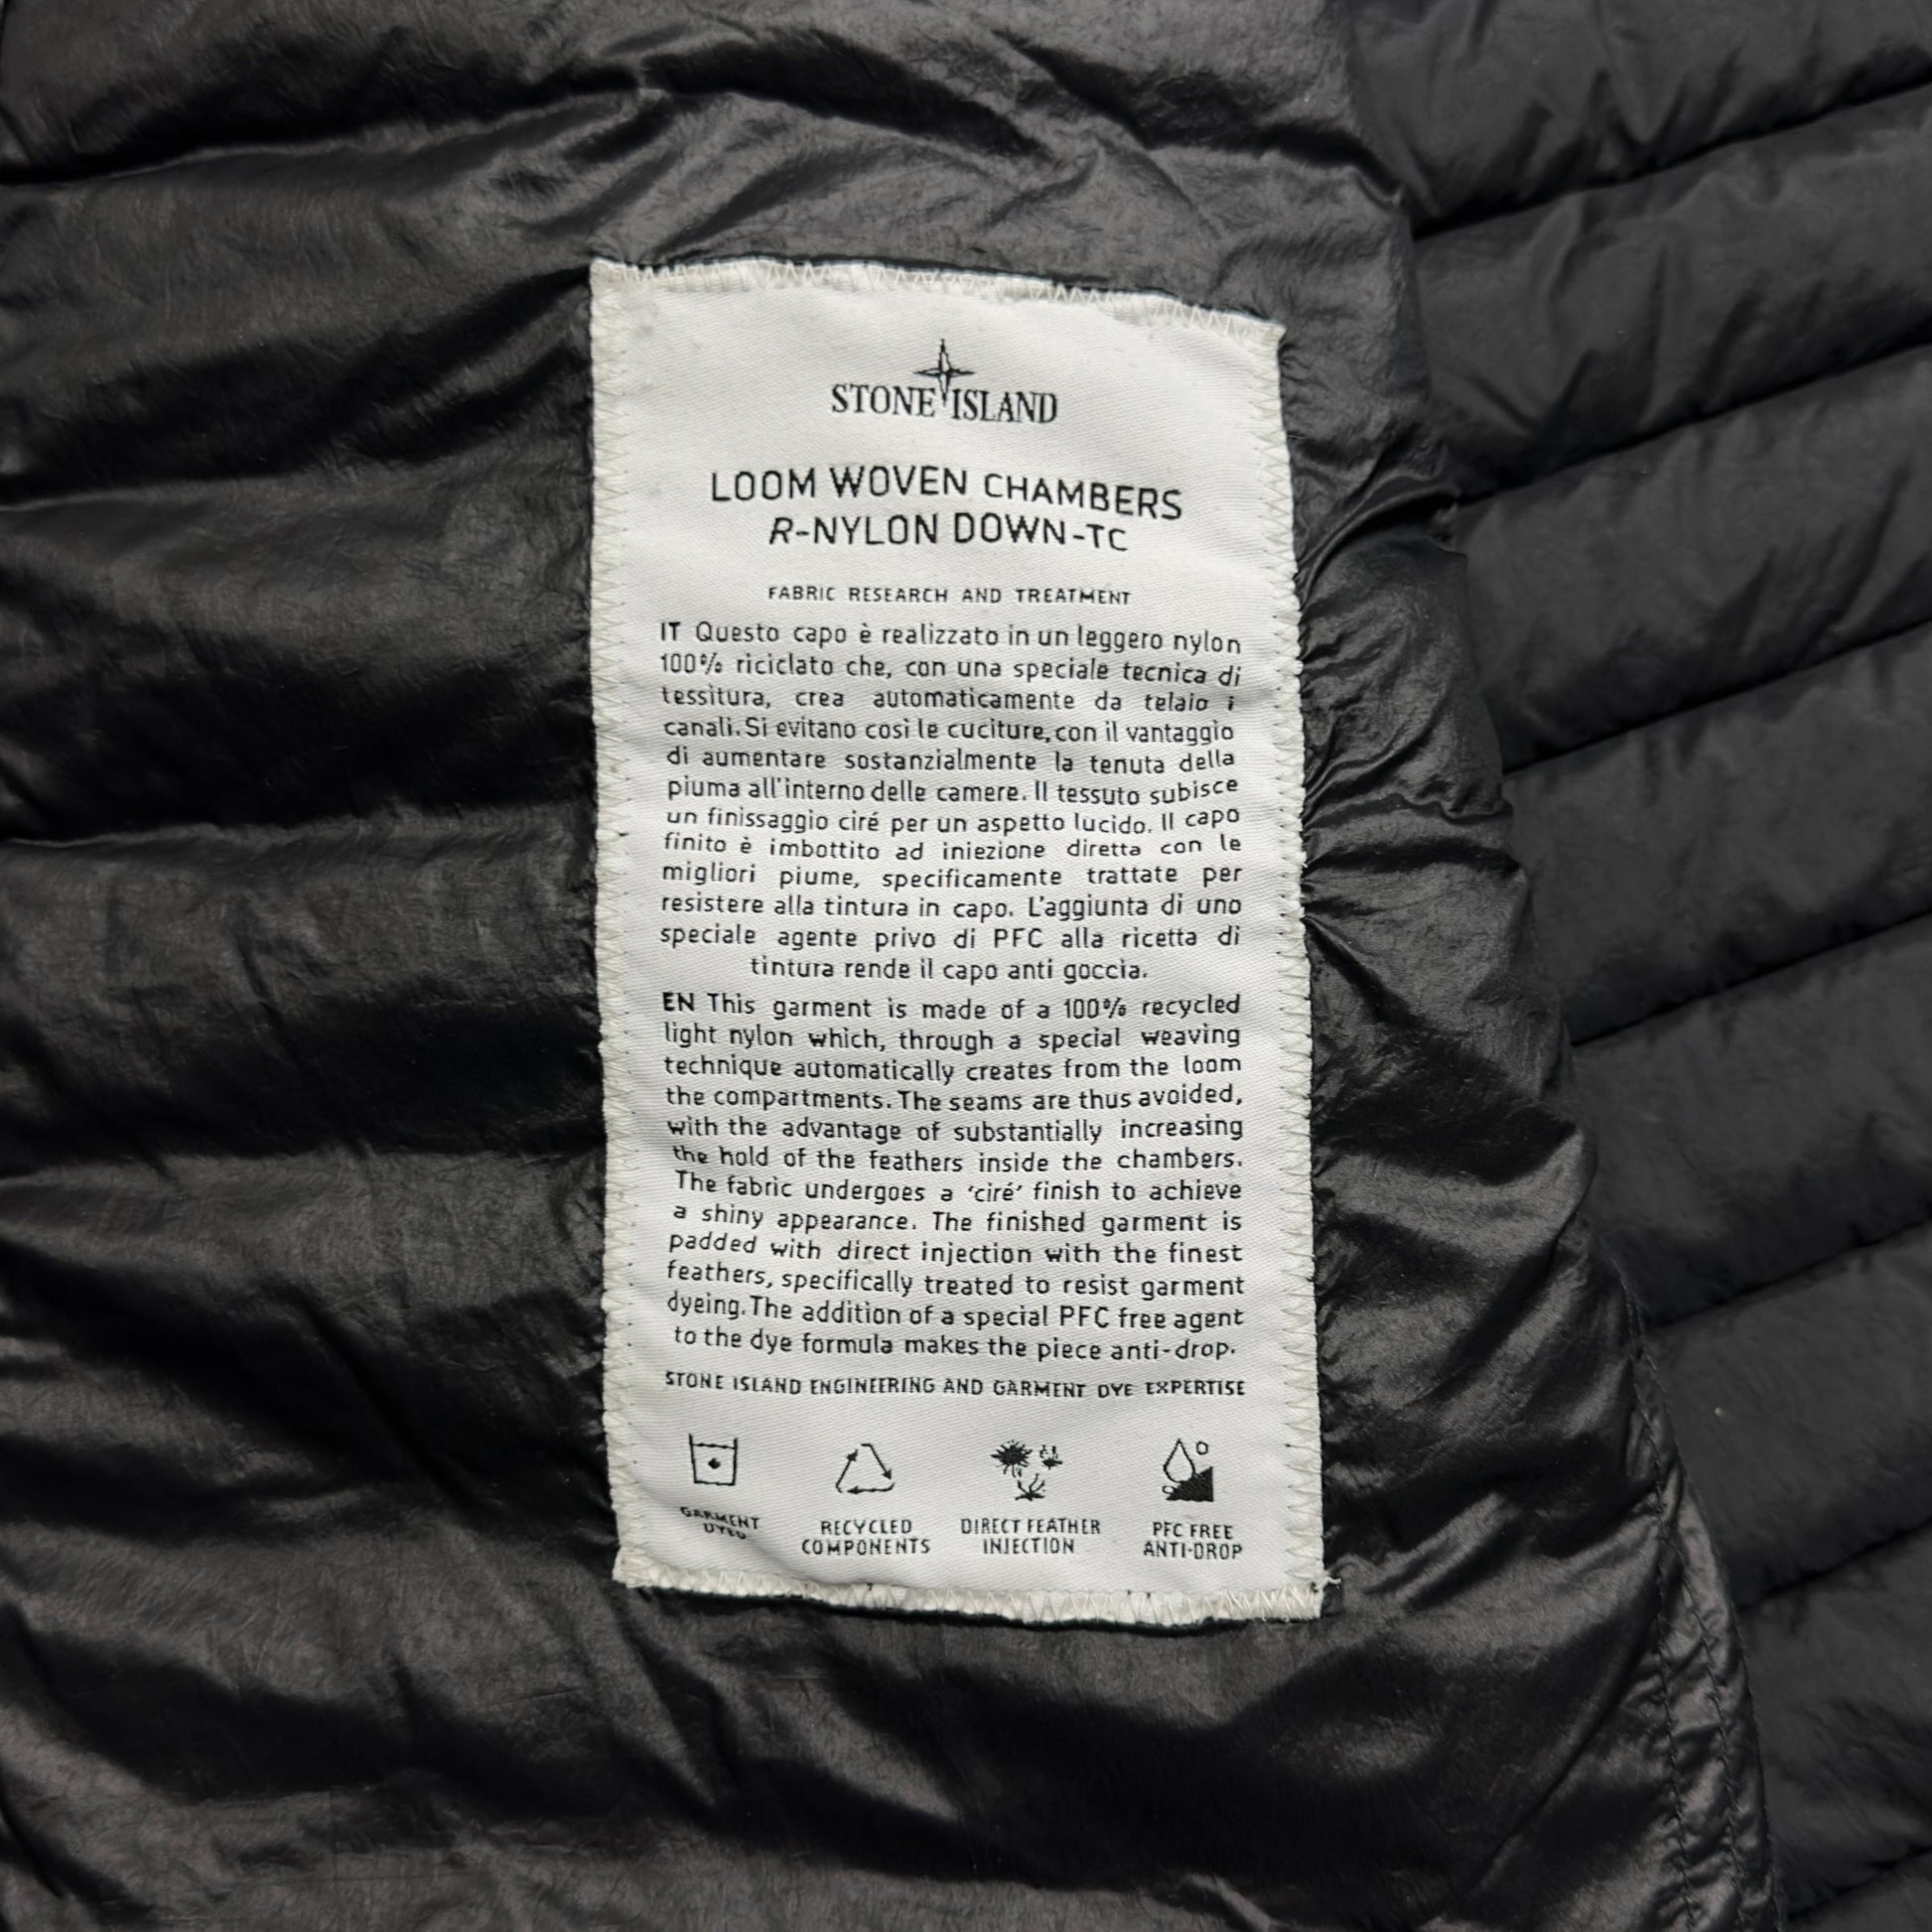 STONE ISLAND
LOOM WOVEN CHAMBERS
R-NYLON DOWN-TC
FABRIC RESEARCH AND TREATMENT
IT Questo capo è realizzato in un leggero nylon
100% riciclato che, con una speciale tecnica di
tessitura, crea automaticamente da telaio i
canali. Si evitano così le cuciture, con il vantaggio
di aumentare sostanzialmente la tenuta della
piuma all'interno delle camere. Il tessuto subisce
un finissaggio ciré per un aspetto lucido. Il capo
finito è imbottito ad iniezione diretta con le
migliori piume, specificamente trattate per
resistere alla tintura in capo. L'aggiunta di uno
speciale agente privo di PFC alla ricetta di
tintura rende il capo anti goccia.
EN This garment is made of a 100% recycled
light nylon which, through a special weaving
technique automatically creates from the loom
the compartments. The seams are thus avoided,
with the advantage of substantially increasing
the hold of the feathers inside the chambers.
The fabric undergoes a 'ciré' finish to achieve
a shiny appearance. The finished garment is
padded with direct injection with the finest
feathers, specifically treated to resist garment
dyeing. The addition of a special PFC free agent
to the dye formula makes the piece anti-drop.
STONE ISLAND ENGINEERING AND GARMENT DYE EXPERTISE
GARMENT
DYED
RECYCLED
COMPONENTS
DIRECT FEATHER
INJECTION
PFC FREE
ANTI-DROP